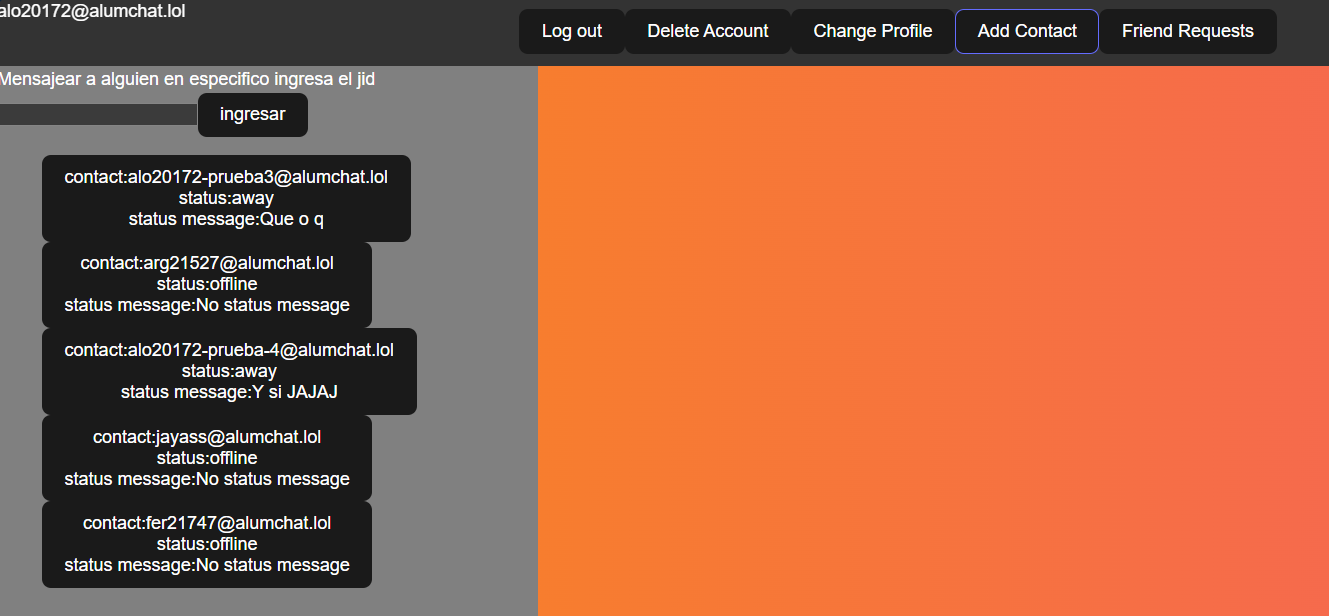 alo20172@alumchat.lol
Log out Delete Account Change Profile Add Contact Friend Requests
Mensajear a alguien en especifico ingresa el jid
ingresar
contact:alo20172-prueba3@alumchat.lol
status:away
status message:Que o q
contact:arg21527@alumchat.lol
status:offline
status message:No status message
contact:alo20172-prueba-4@alumchat.lol
status:away
status message:Y si JAJAJ
contact:jayass@alumchat.lol
status:offline
status message:No status message
contact:fer21747@alumchat.lol
status:offline
status message:No status message